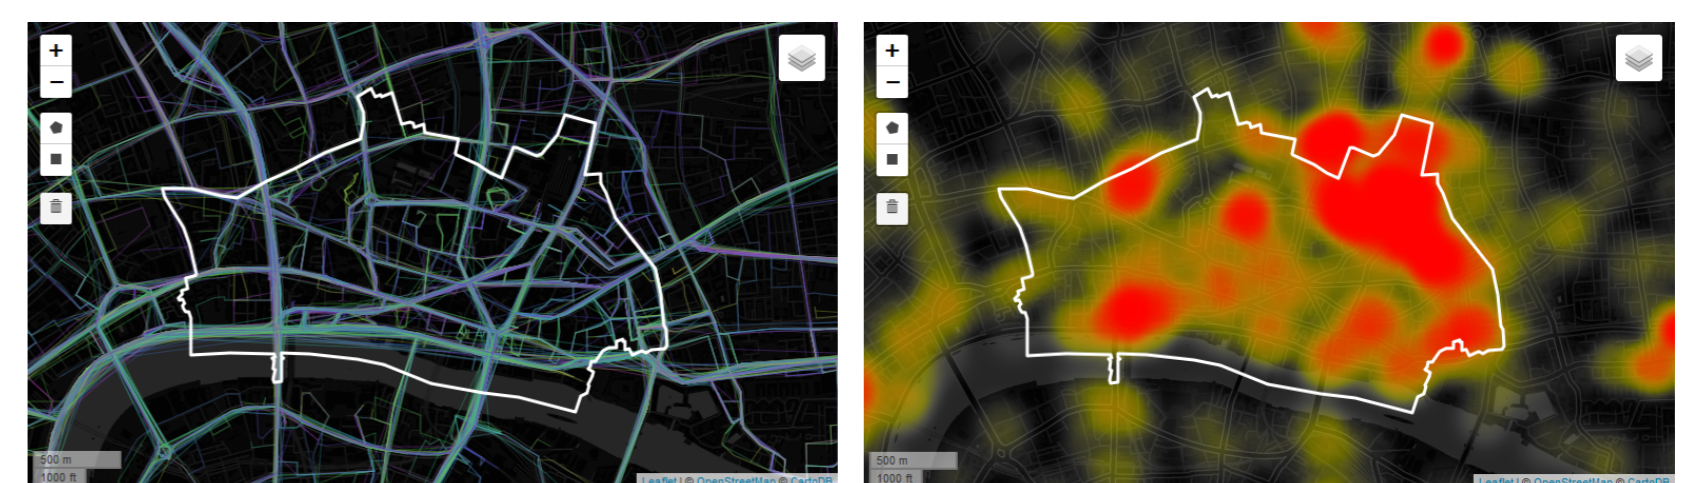 +
−
500 m
1000 ft
Leaflet | © OpenStreetMap © CartoDB
+
−
500 m
1000 ft
Leaflet | © OpenStreetMap © CartoDB